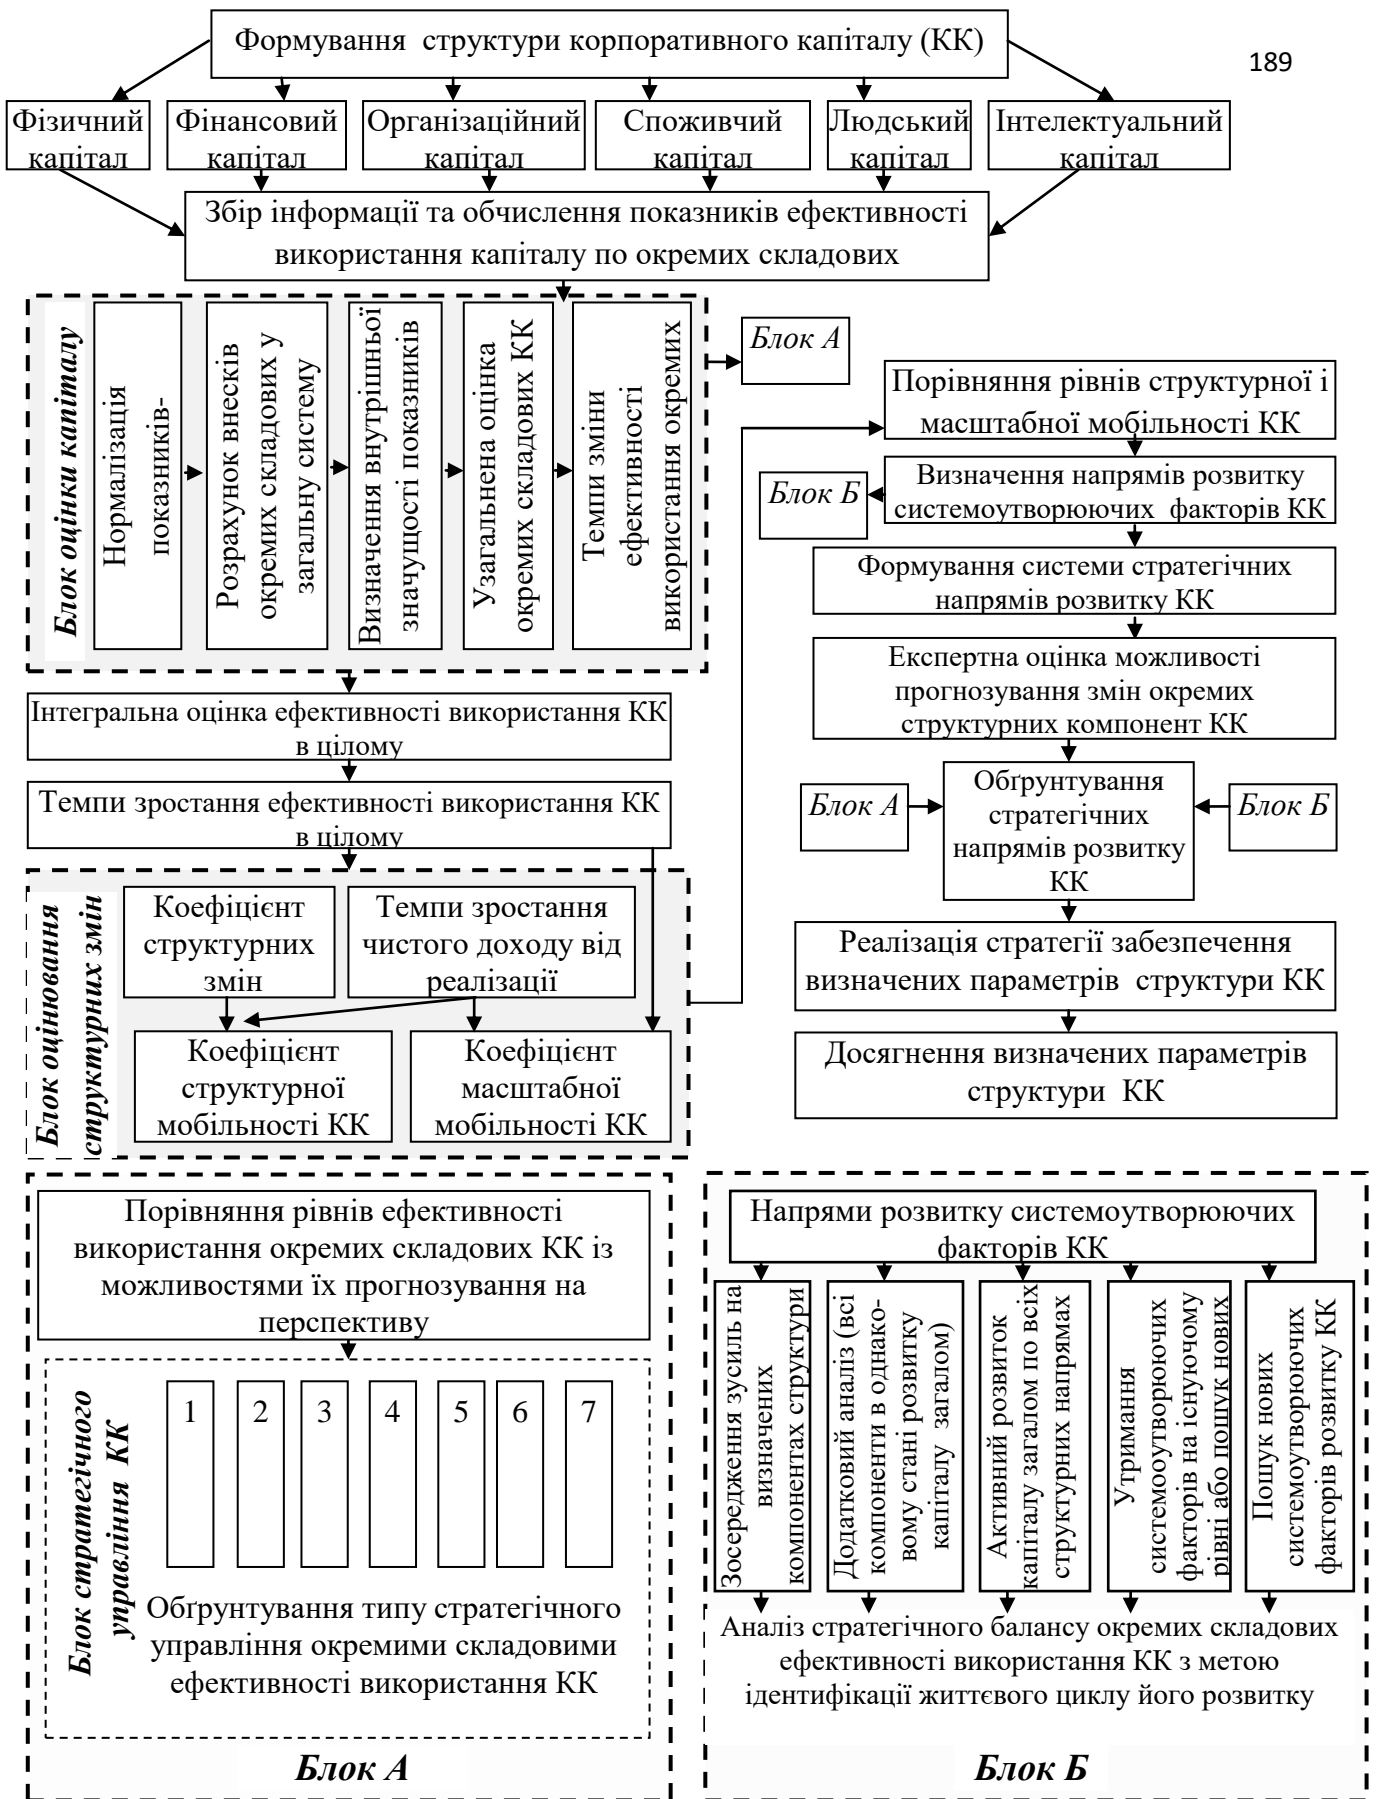 Формування структури корпоративного капіталу (КК)
189
Фізичний
капітал
Фінансовий
капітал
Організаційний
капітал
Споживчий
капітал
Людський
капітал
Інтелектуальний
капітал
Збір інформації та обчислення показників ефективності
використання капіталу по окремих складових
Блок оцінки капіталу
Нормалізація
показників-
Розрахунок внесків
окремих складових у
загальну систему
Визначення внутрішньої
значущості показників
Узагальнена оцінка
окремих складових КК
Темпи зміни
ефективності
використання окремих
Блок А
Порівняння рівнів структурної і
масштабної мобільності КК
Блок Б
Визначення напрямів розвитку
системоутворюючих факторів КК
Формування системи стратегічних
напрямів розвитку КК
Експертна оцінка можливості
прогнозування змін окремих
структурних компонент КК
Інтегральна оцінка ефективності використання КК
в цілому
Темпи зростання ефективності використання КК
в цілому
Блок А
Обґрунтування
стратегічних
напрямів розвитку
КК
Блок Б
Блок оцінювання
структурних змін
Коефіцієнт
структурних
змін
Темпи зростання
чистого доходу від
реалізації
Коефіцієнт
структурної
мобільності КК
Коефіцієнт
масштабної
мобільності КК
Реалізація стратегії забезпечення
визначених параметрів структури КК
Досягнення визначених параметрів
структури КК
Порівняння рівнів ефективності
використання окремих складових КК із
можливостями їх прогнозування на
перспективу
Блок стратегічного
управління КК
1
2
3
4
5
6
7
Обґрунтування типу стратегічного
управління окремими складовими
ефективності використання КК
Блок А
Напрями розвитку системоутворюючих
факторів КК
Зосередження зусиль на
визначених
компонентах структури
Додатковий аналіз (всі
компоненти в однако-
вому стані розвитку
капіталу загалом)
Активний розвиток
капіталу загалом по всіх
структурних напрямах
Утримання
системооутворюючих
факторів на існуючому
рівні або пошук нових
Пошук нових
системоутворюючих
факторів розвитку КК
Аналіз стратегічного балансу окремих складових
ефективності використання КК з метою
ідентифікації життєвого циклу його розвитку
Блок Б